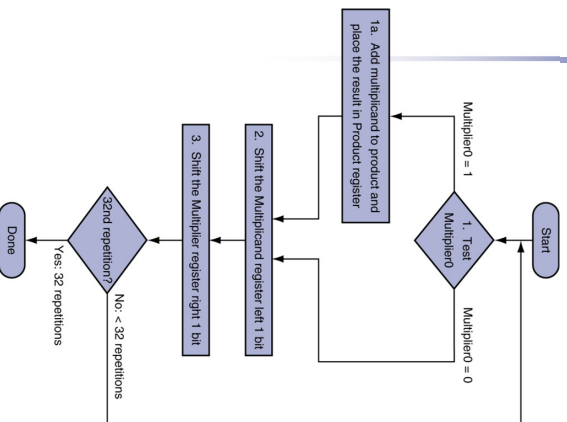 Start
1. Test
Multiplier0
Multiplier0 = 1
Multiplier0 = 0
1a. Add multiplicand to product and
place the result in Product register
2. Shift the Multiplicand register left 1 bit
3. Shift the Multiplier register right 1 bit
32nd repetition?
No: < 32 repetitions
Yes: 32 repetitions
Done